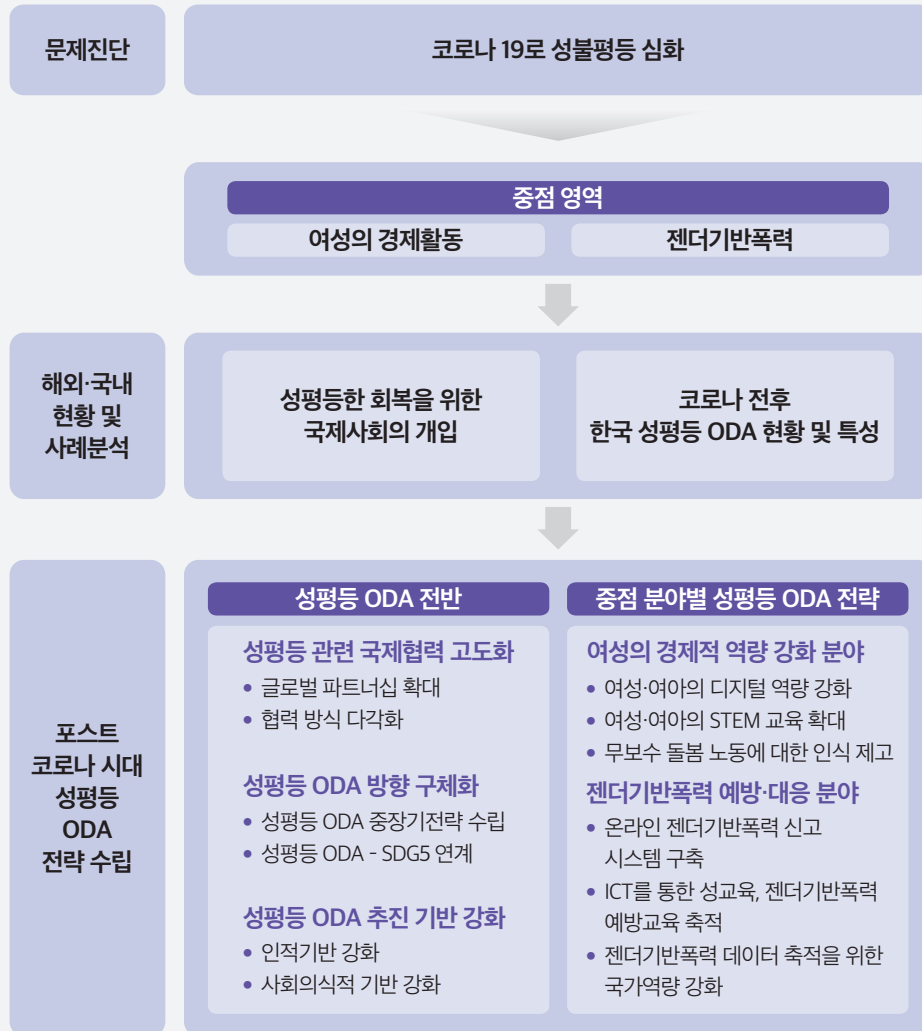 문제진단
코로나 19로 성불평등 심화
중점 영역
여성의 경제활동
젠더기반폭력
해외·국내
현황 및
사례분석
성평등한 회복을 위한
국제사회의 개입
코로나 전후
한국 성평등 ODA 현황 및 특성
포스트
코로나 시대
성평등
ODA
전략 수립
성평등 ODA 전반
성평등 관련 국제협력 고도화
• 글로벌 파트너십 확대
• 협력 방식 다각화
성평등 ODA 방향 구체화
• 성평등 ODA 중장기전략 수립
• 성평등 ODA - SDG5 연계
성평등 ODA 추진 기반 강화
• 인적기반 강화
• 사회의식적 기반 강화
중점 분야별 성평등 ODA 전략
여성의 경제적 역량 강화 분야
• 여성·여아의 디지털 역량 강화
• 여성·여아의 STEM 교육 확대
• 무보수 돌봄 노동에 대한 인식 제고
젠더기반폭력 예방·대응 분야
• 온라인 젠더기반폭력 신고
시스템 구축
• ICT를 통한 성교육, 젠더기반폭력
예방교육 축적
• 젠더기반폭력 데이터 축적을 위한
국가역량 강화